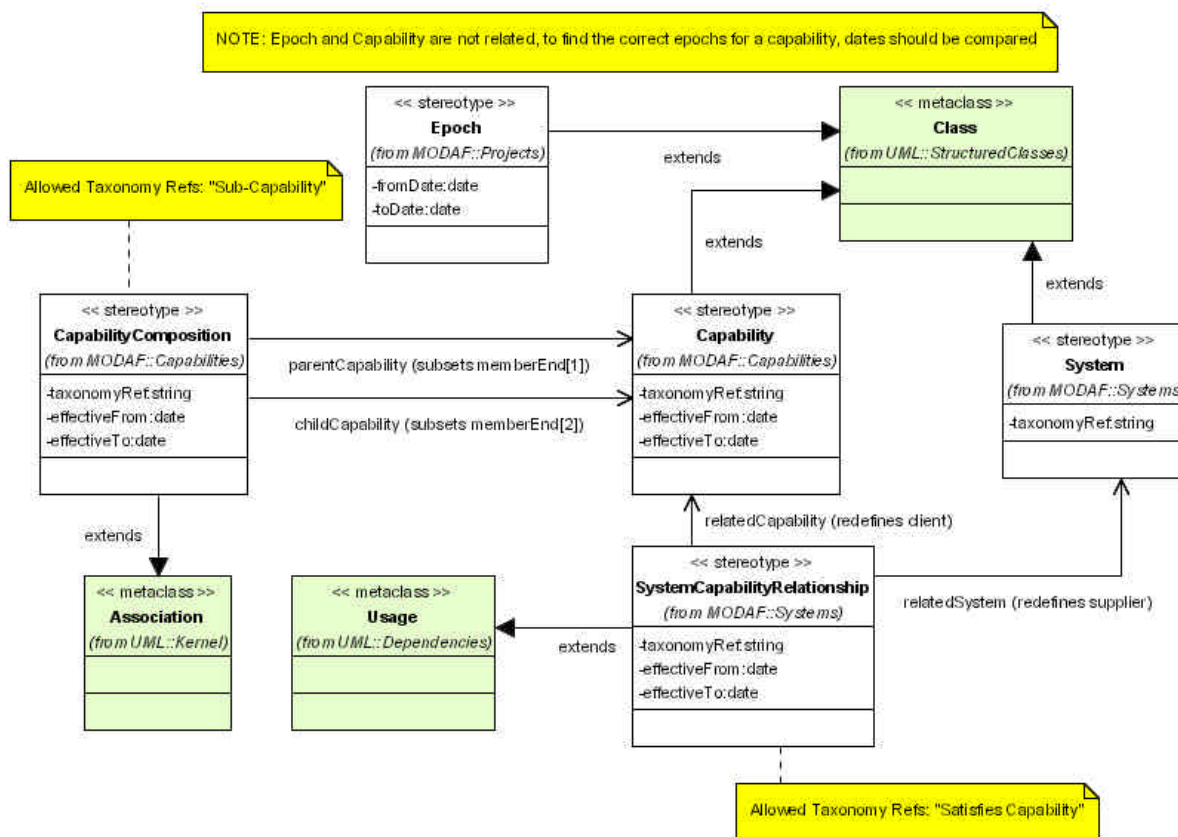 NOTE: Epoch and Capability are not related, to find the correct epochs for a capability, dates should be compared
<< stereotype >>
Epoch
(from MODAF::Projects)
-fromDate:date
-toDate:date
extends
<< metaclass >>
Class
(from UML::StructuredClasses)
Allowed Taxonomy Refs: "Sub-Capability"
extends
extends
<< stereotype >>
CapabilityComposition
(from MODAF::Capabilities)
-taxonomyRef:string
-effectiveFrom:date
-effectiveTo:date
parentCapability (subsets memberEnd[1])
childCapability (subsets memberEnd[2])
<< stereotype >>
Capability
(from MODAF::Capabilities)
-taxonomyRef:string
-effectiveFrom:date
-effectiveTo:date
<< stereotype >>
System
(from MODAF::Systems
-taxonomyRef:string
extends
relatedCapability (redefines client)
<< metaclass >>
Association
(from UML::Kernel)
<< metaclass >>
Usage
(from UML::Dependencies)
extends
<< stereotype >>
SystemCapabilityRelationship
(from MODAF::Systems)
-taxonomyRef:string
-effectiveFrom:date
-effectiveTo:date
relatedSystem (redefines supplier)
Allowed Taxonomy Refs: "Satisfies Capability"